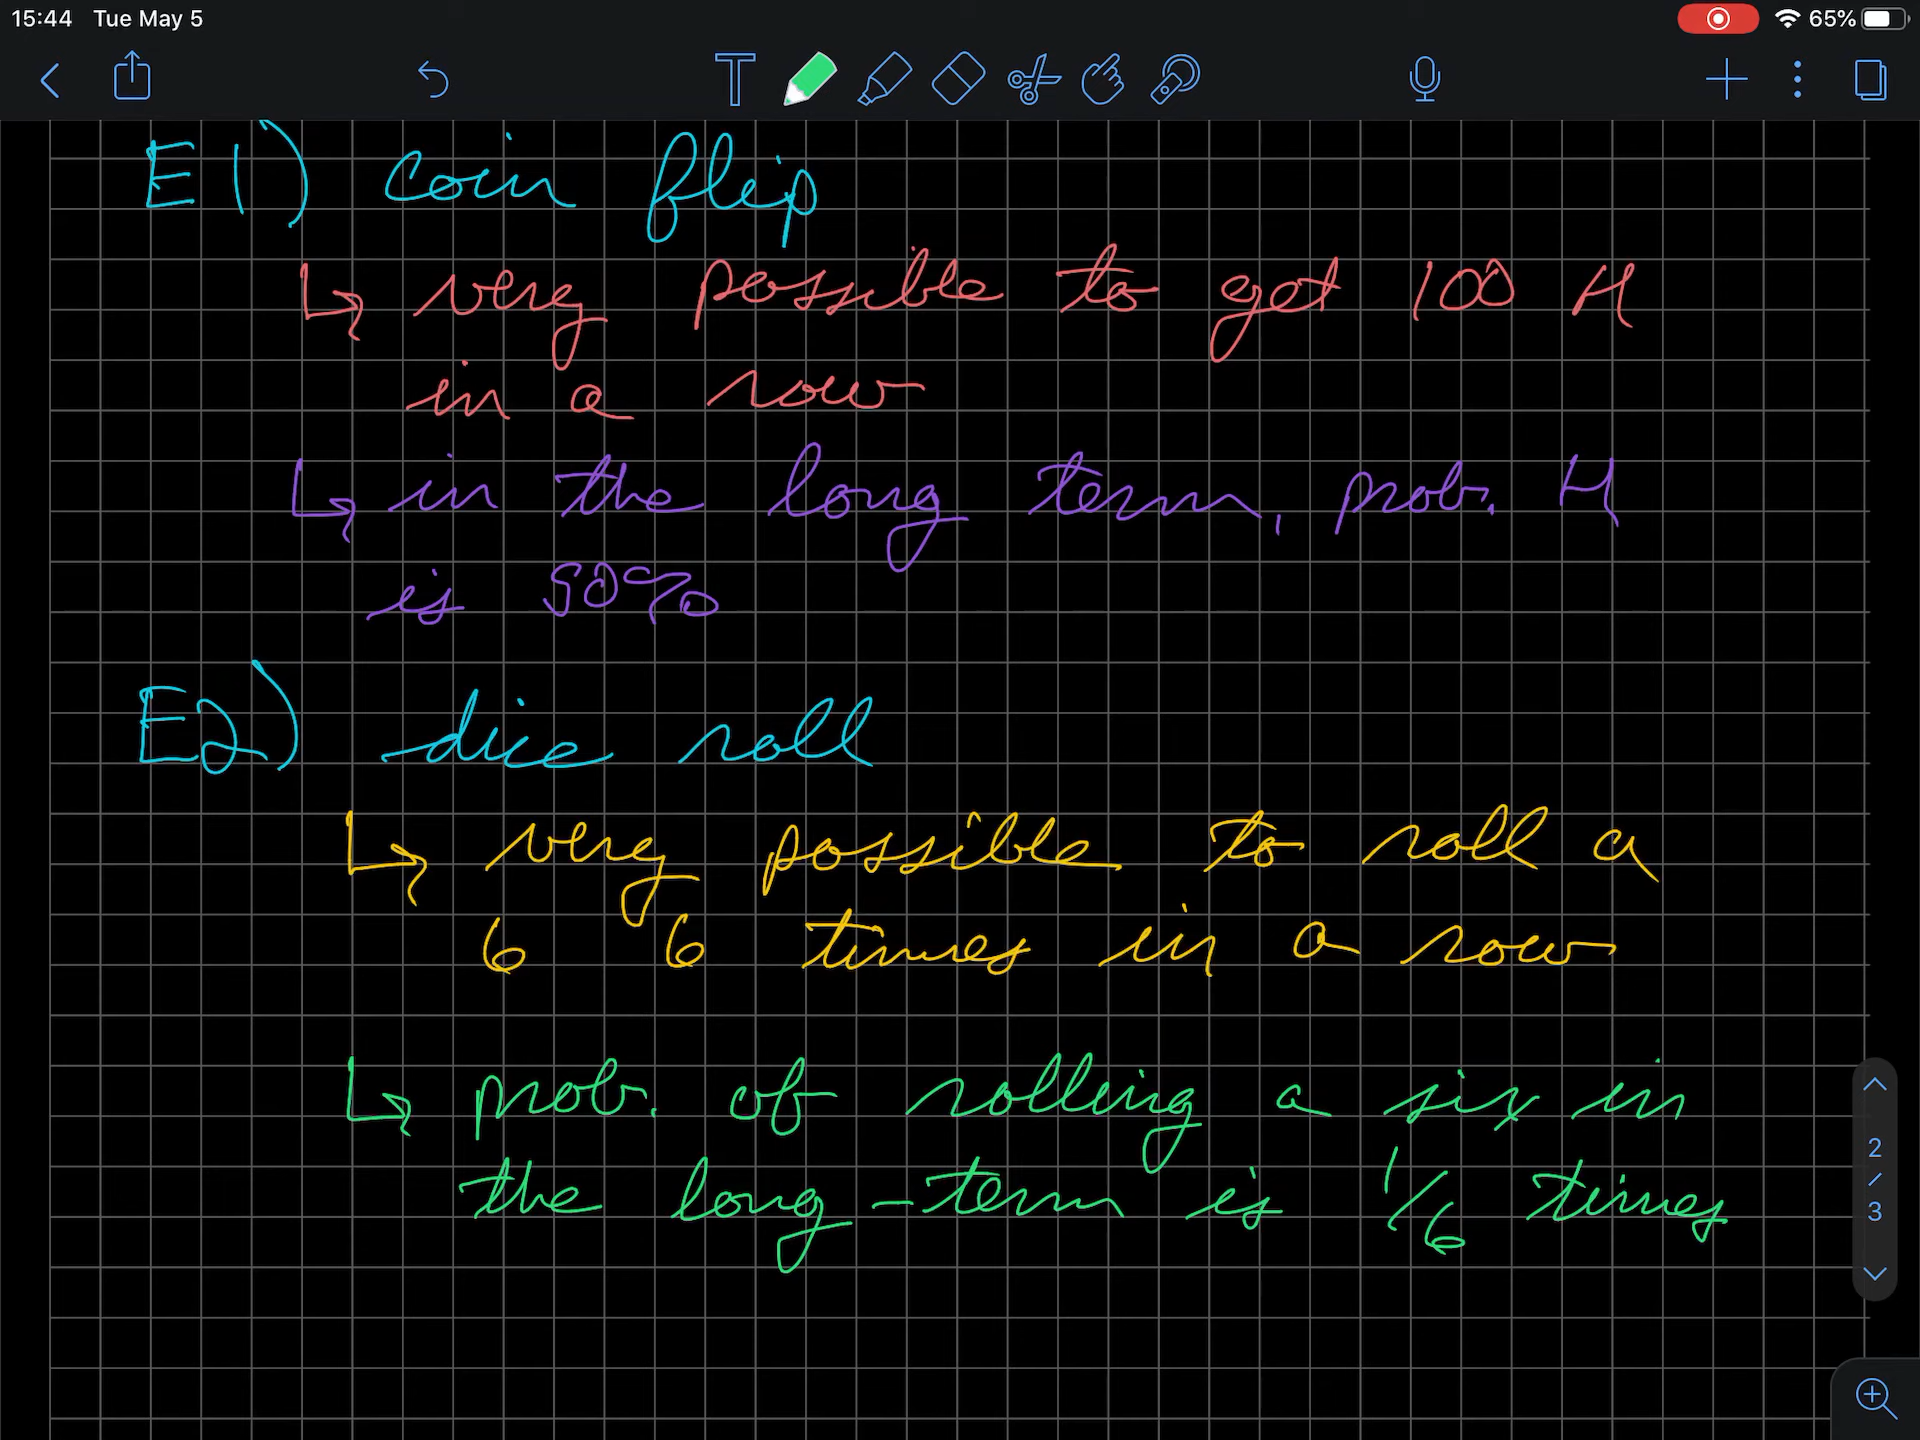 15:44 Tue May 5 65%
E1) coin flip
↳ very possible to get 100 H
in a row
↳ in the long term, prob. H
is 50%
E2) dice roll
↳ very possible to roll a
6 6 times in a row
↳ prob. of rolling a six in
the long-term is 1/6 times
2
/
3